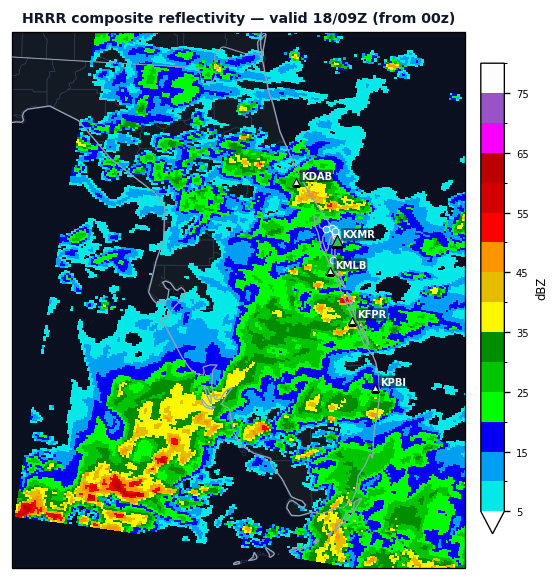 HRRR composite reflectivity — valid 18/09Z (from 00z)
KDAB
KXMR
KMLB
KFPR
KPBI
75
65
55
45
35
25
15
5
dBZ